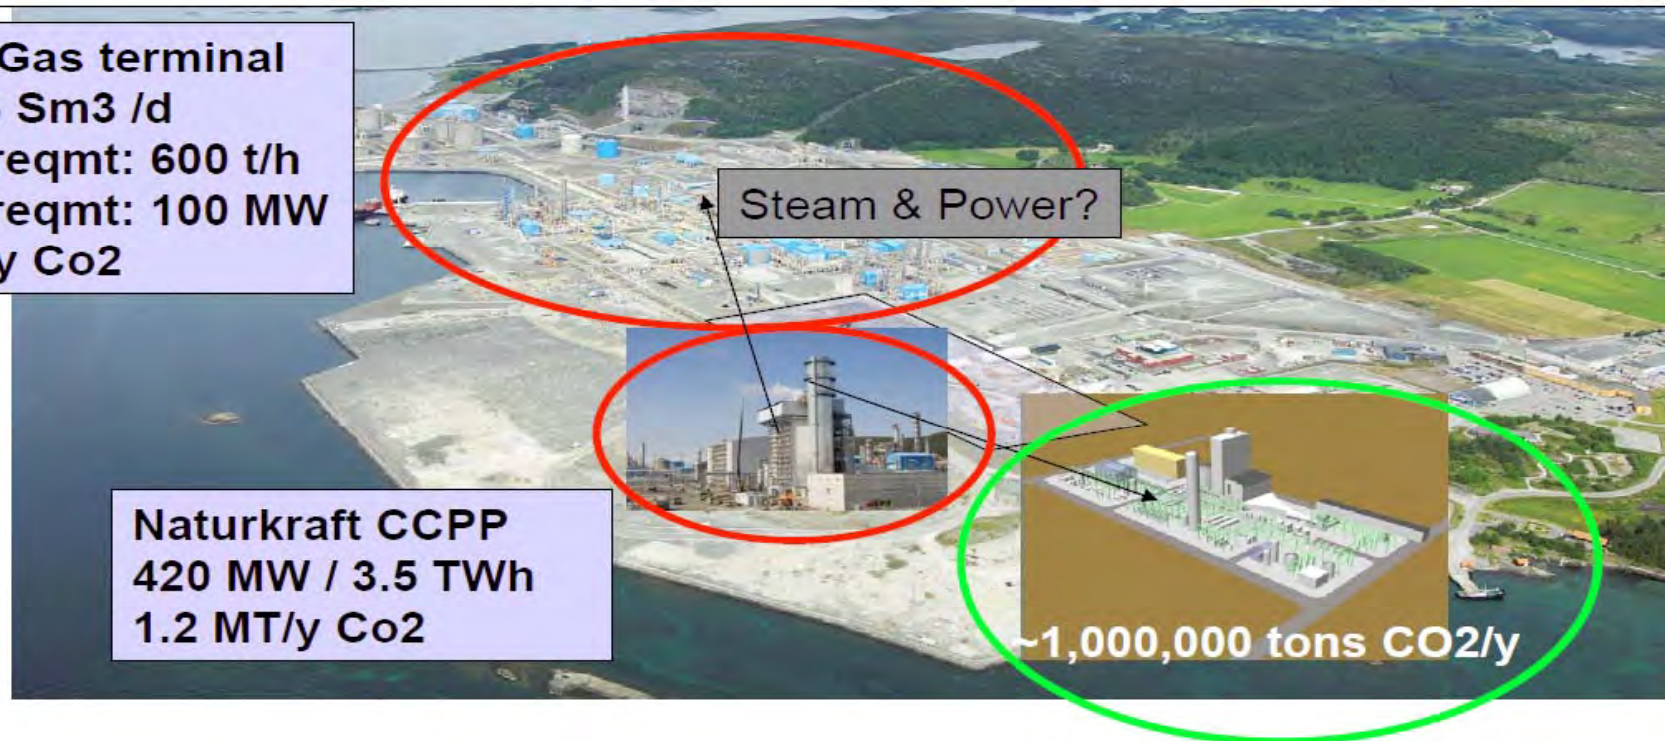 Gas terminal
Sm3 /d
reqmt: 600 t/h
reqmt: 100 MW
y Co2
Steam & Power?
Naturkraft CCPP
420 MW / 3.5 TWh
1.2 MT/y Co2
~1,000,000 tons CO2/y